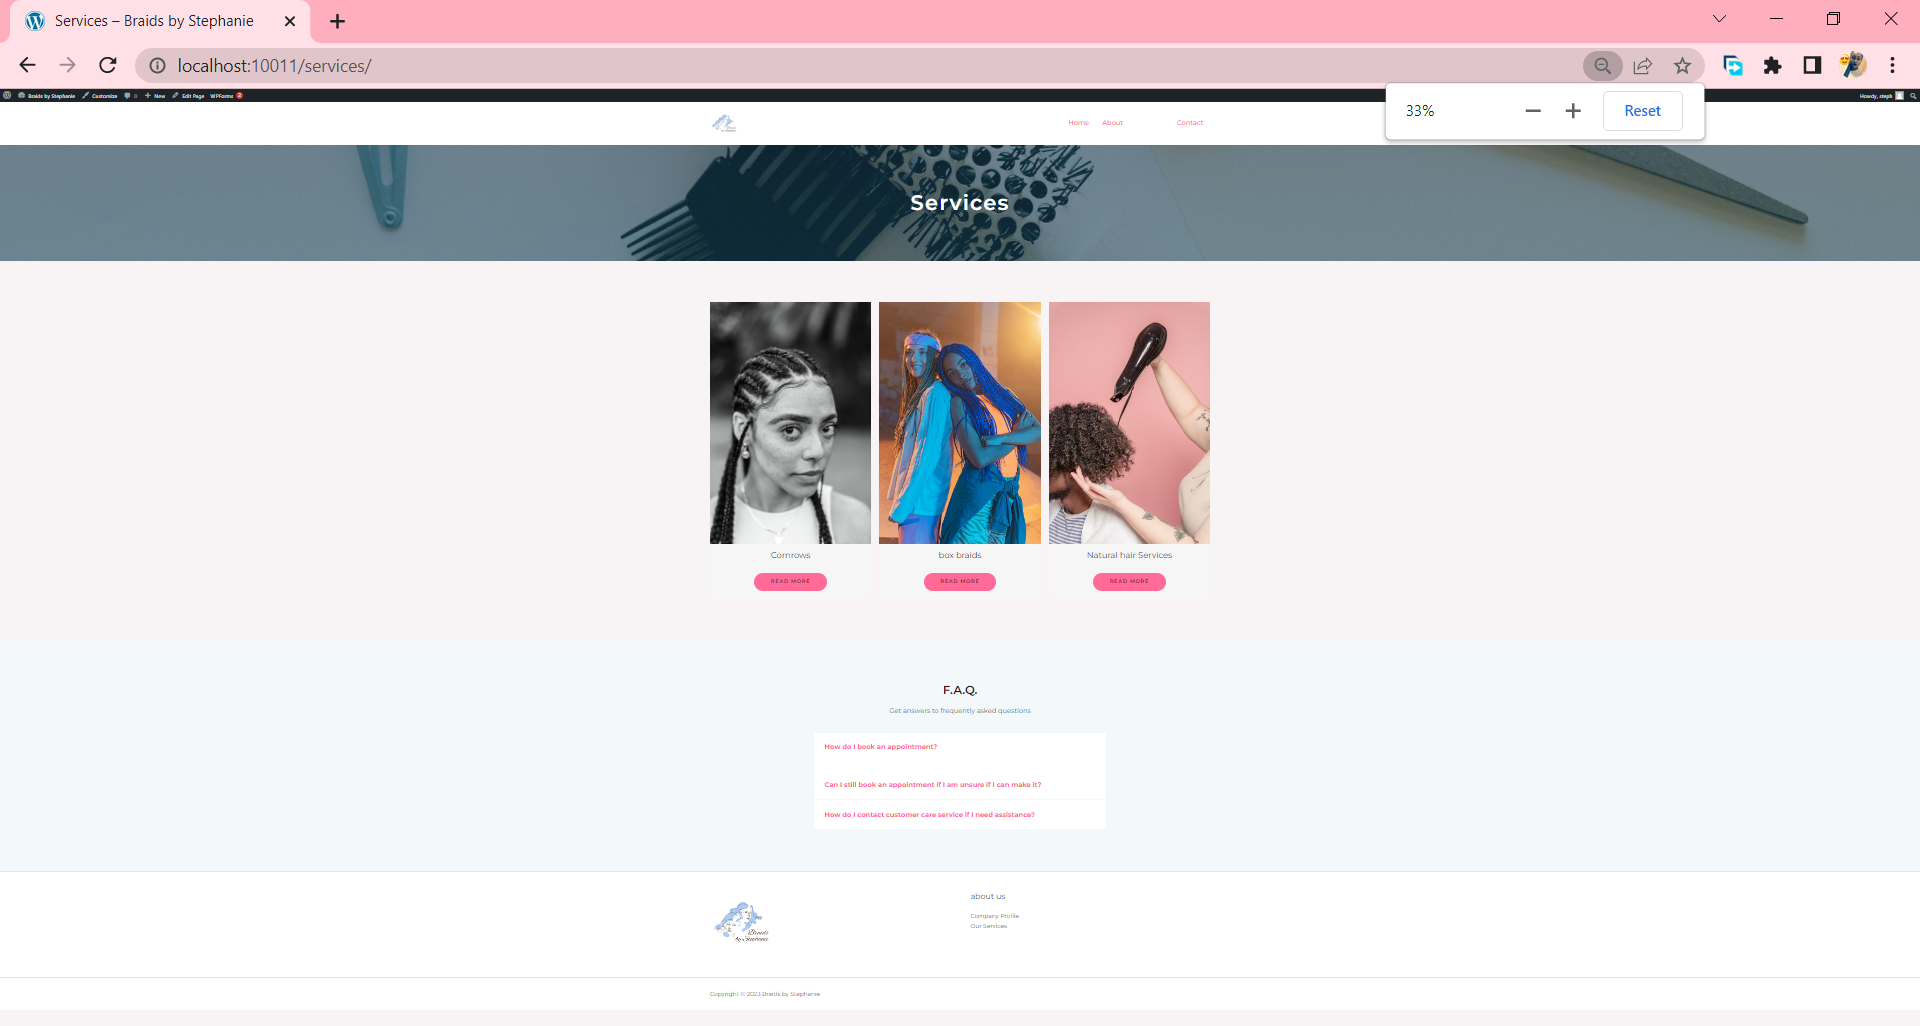 Services – Braids by Stephanie
localhost:10011/services/
Braids by Stephanie Customize 0 New Edit Page WPForms 2
Howdy, steph
33%
Reset
Home About Contact
Services
Cornrows
box braids
Natural hair Services
READ MORE
READ MORE
READ MORE
F.A.Q.
Get answers to frequently asked questions
How do I book an appointment?
Can I still book an appointment if I am unsure if I can make it?
How do I contact customer care service if I need assistance?
Braids
by Stephanie
about us
Company Profile
Our Services
Copyright © 2023 Braids by Stephanie